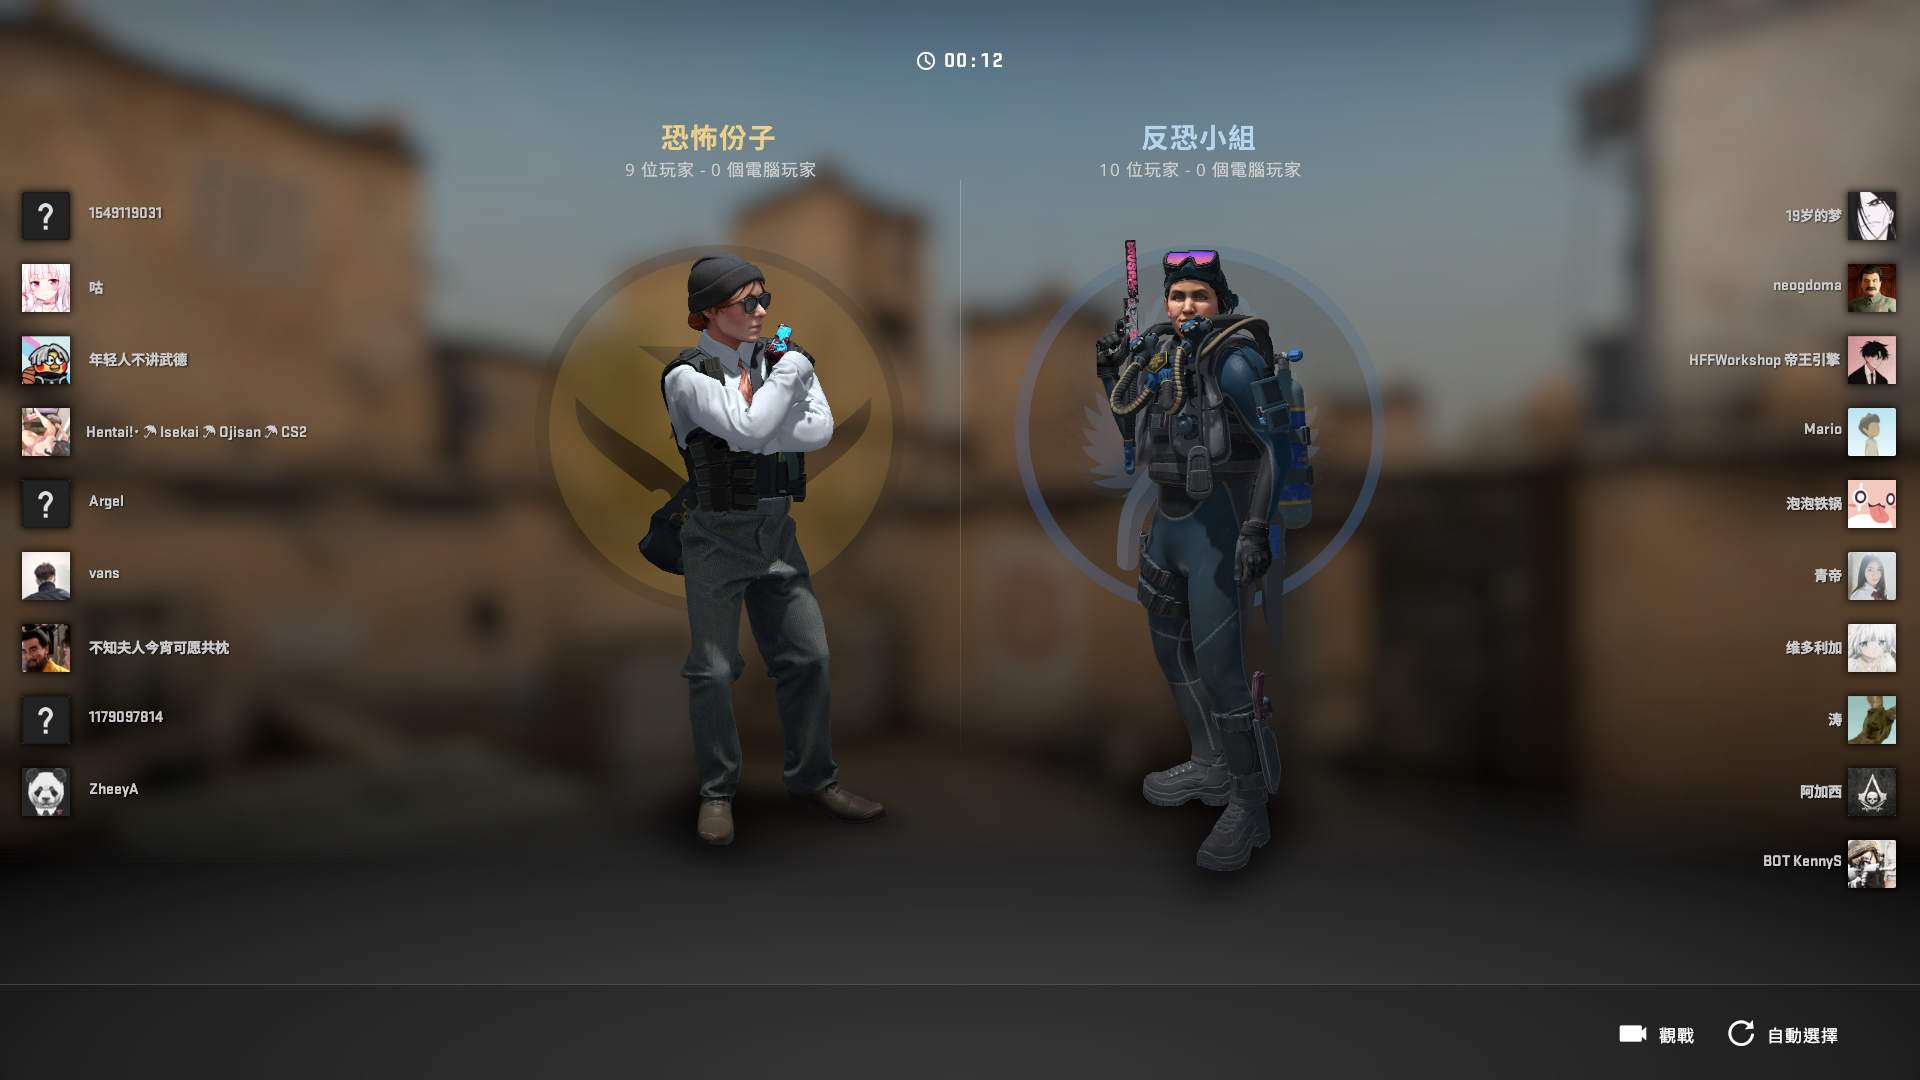 00:12
恐怖份子
9 位玩家 - 0 個電腦玩家
反恐小組
10 位玩家 - 0 個電腦玩家
1549119031
咕
年轻人不讲武德
Hentai!· ☂ Isekai ☂ Ojisan ☂ CS2
Argel
vans
不知夫人今宵可愿共枕
1179097814
ZheeyA
19岁的梦
neogdoma
HFFWorkshop 帝王引擎
Mario
泡泡铁锅
青帝
维多利加
涛
阿加西
BOT KennyS
觀戰
自動選擇